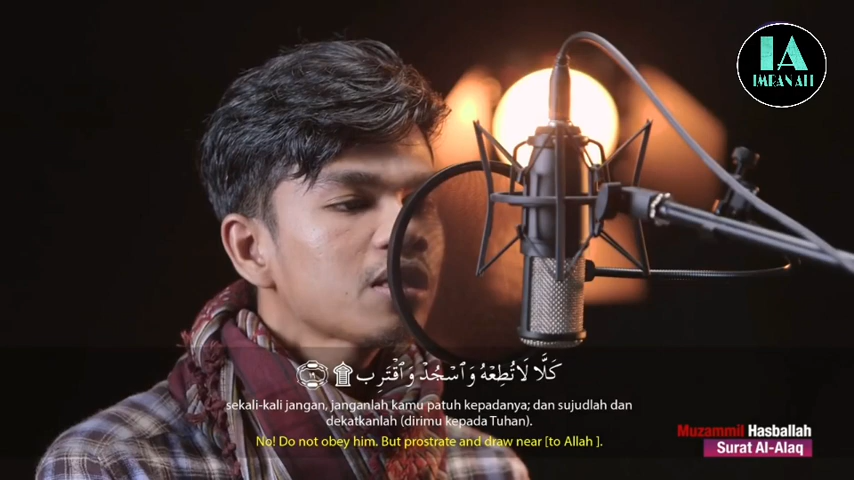 IA
IMRAN ALI
كَلَّا لَا تُطِعْهُ وَٱسْجُدْ وَٱقْتَرِب ۩ ١٩
sekali-kali jangan, janganlah kamu patuh kepadanya; dan sujudlah dan
dekatkanlah (dirimu kepada Tuhan).
No! Do not obey him. But prostrate and draw near [to Allah ].
Muzammil Hasballah
Surat Al-Alaq